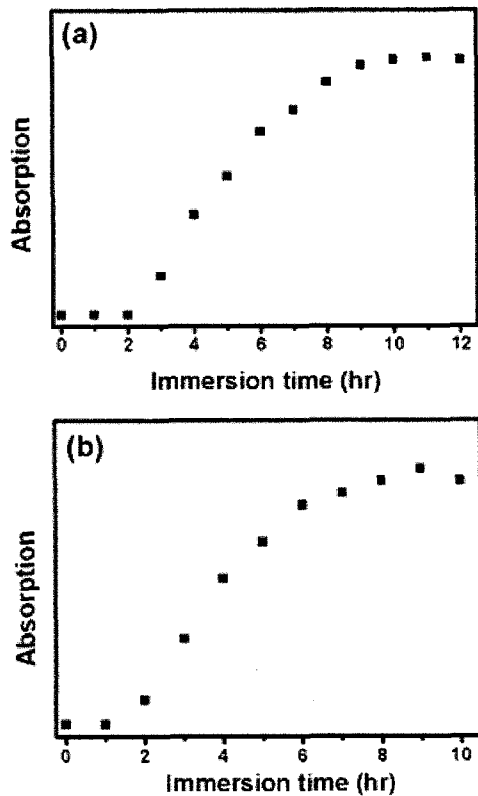 (a)
Absorption
0 2 4 6 8 10 12
Immersion time (hr)
(b)
Absorption
0 2 4 6 8 10
Immersion time (hr)